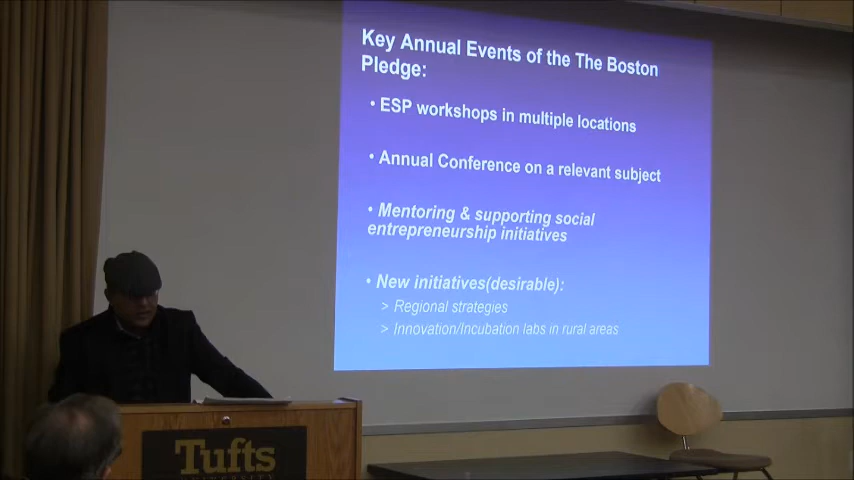 Key Annual Events of the The Boston
Pledge:
• ESP workshops in multiple locations
• Annual Conference on a relevant subject
• Mentoring & supporting social
entrepreneurship initiatives
• New initiatives(desirable):
> Regional strategies
> Innovation/Incubation labs in rural areas
Tufts
UNIVERSITY